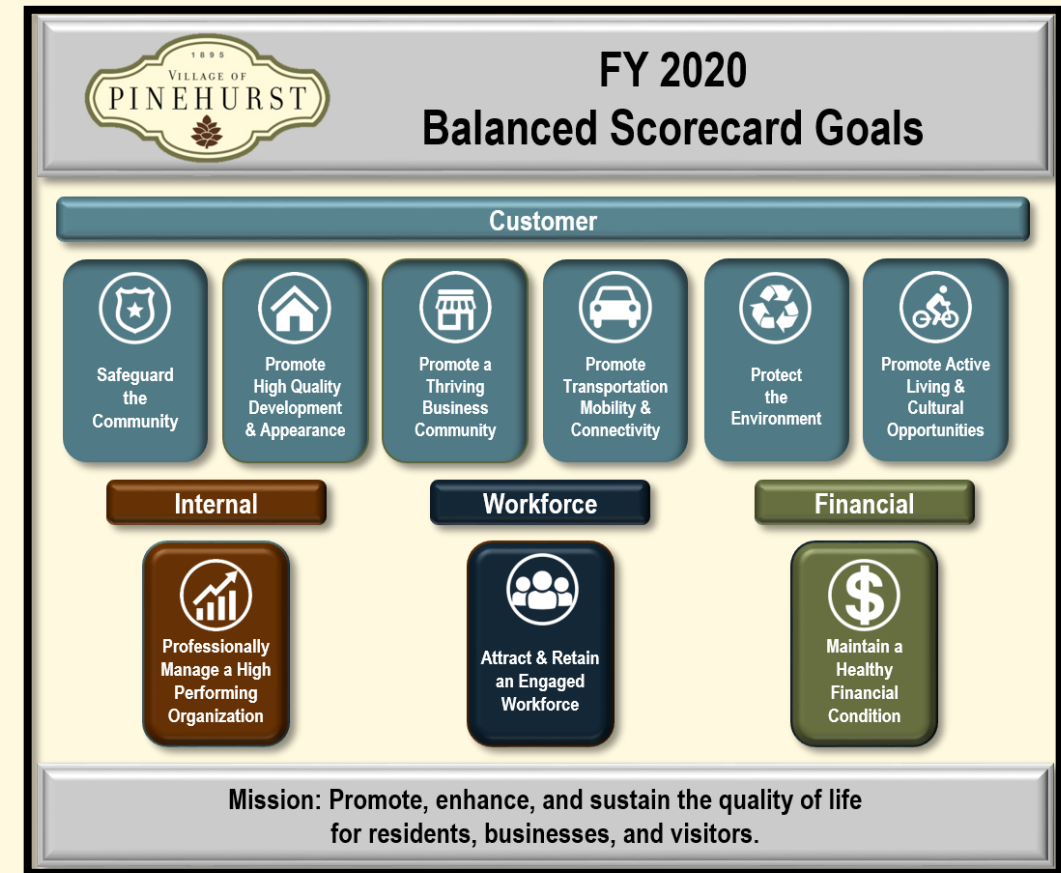 1895
VILLAGE OF
PINEHURST
FY 2020
Balanced Scorecard Goals
Customer
Safeguard
the
Community
Promote
High Quality
Development
& Appearance
Promote a
Thriving
Business
Community
Promote
Transportation
Mobility &
Connectivity
Protect
the
Environment
Promote Active
Living &
Cultural
Opportunities
Internal
Workforce
Financial
Professionally
Manage a High
Performing
Organization
Attract & Retain
an Engaged
Workforce
$
Maintain a
Healthy
Financial
Condition
Mission: Promote, enhance, and sustain the quality of life
for residents, businesses, and visitors.